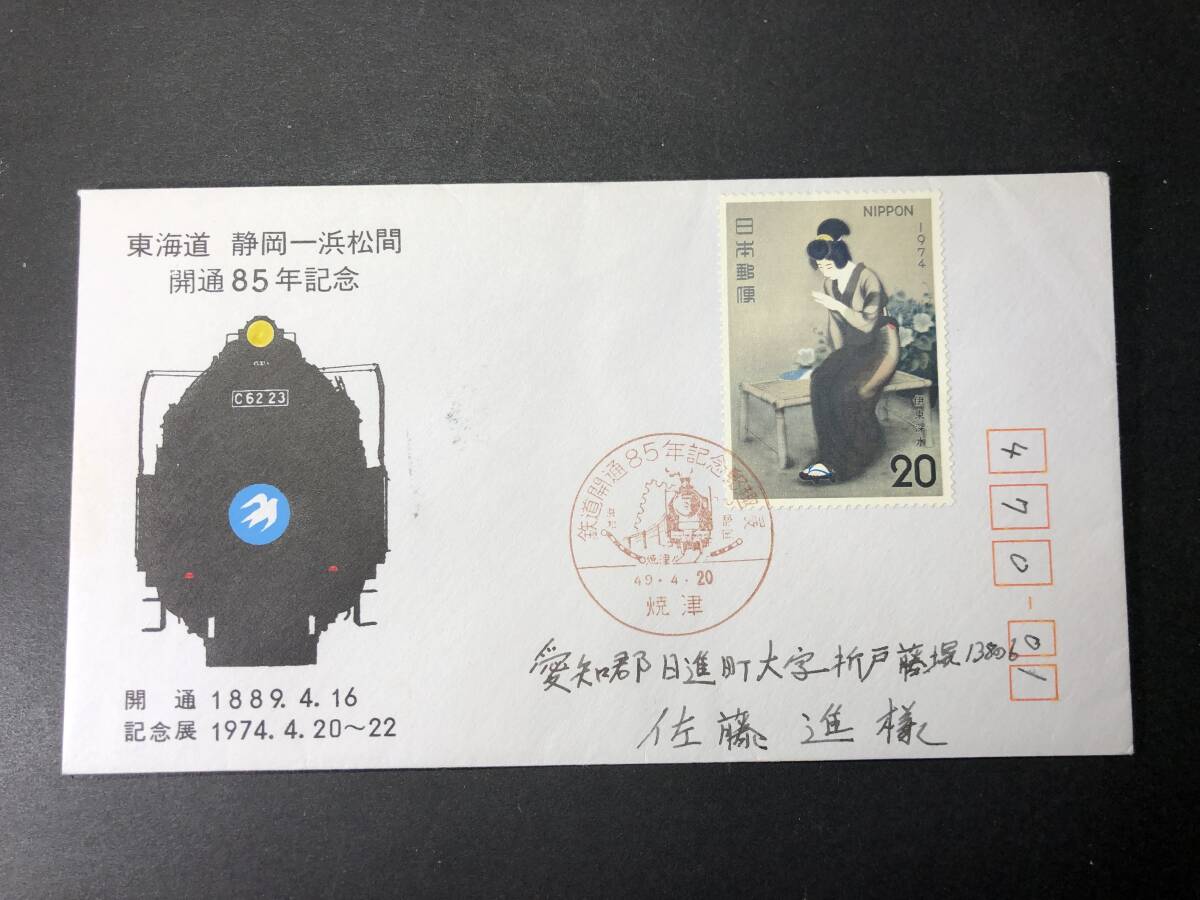 東海道 静岡ー浜松間
開通85年記念
C62 23
開 通 1889.4.16
記念展 1974.4.20〜22
日本郵便
NIPPON
1974
伊東深水
20
鉄道開通85年記念
焼津
49.4.20
焼津
470-01
愛知郡日進町大字折戸藤塚
佐藤進様